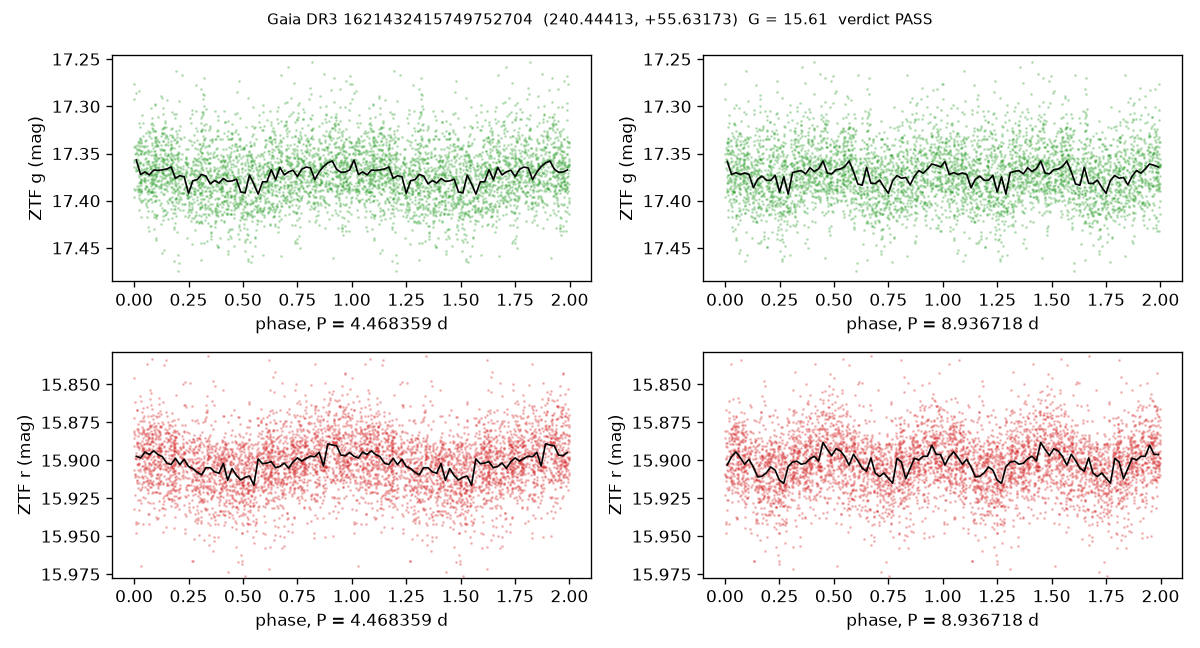 Gaia DR3 1621432415749752704  (240.44413, +55.63173)  G = 15.61  verdict PASS
ZTF g (mag)
17.25
17.30
17.35
17.40
17.45
0.00 0.25 0.50 0.75 1.00 1.25 1.50 1.75 2.00
phase, P = 4.468359 d
ZTF g (mag)
17.25
17.30
17.35
17.40
17.45
0.00 0.25 0.50 0.75 1.00 1.25 1.50 1.75 2.00
phase, P = 8.936718 d
ZTF r (mag)
15.850
15.875
15.900
15.925
15.950
15.975
0.00 0.25 0.50 0.75 1.00 1.25 1.50 1.75 2.00
phase, P = 4.468359 d
ZTF r (mag)
15.850
15.875
15.900
15.925
15.950
15.975
0.00 0.25 0.50 0.75 1.00 1.25 1.50 1.75 2.00
phase, P = 8.936718 d